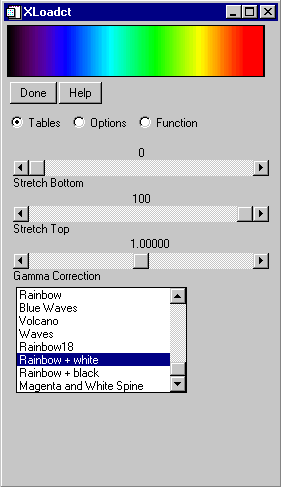 XLoadct
Done Help
Tables Options Function
0
Stretch Bottom
100
Stretch Top
1.00000
Gamma Correction
Rainbow
Blue Waves
Volcano
Waves
Rainbow18
Rainbow + white
Rainbow + black
Magenta and White Spine